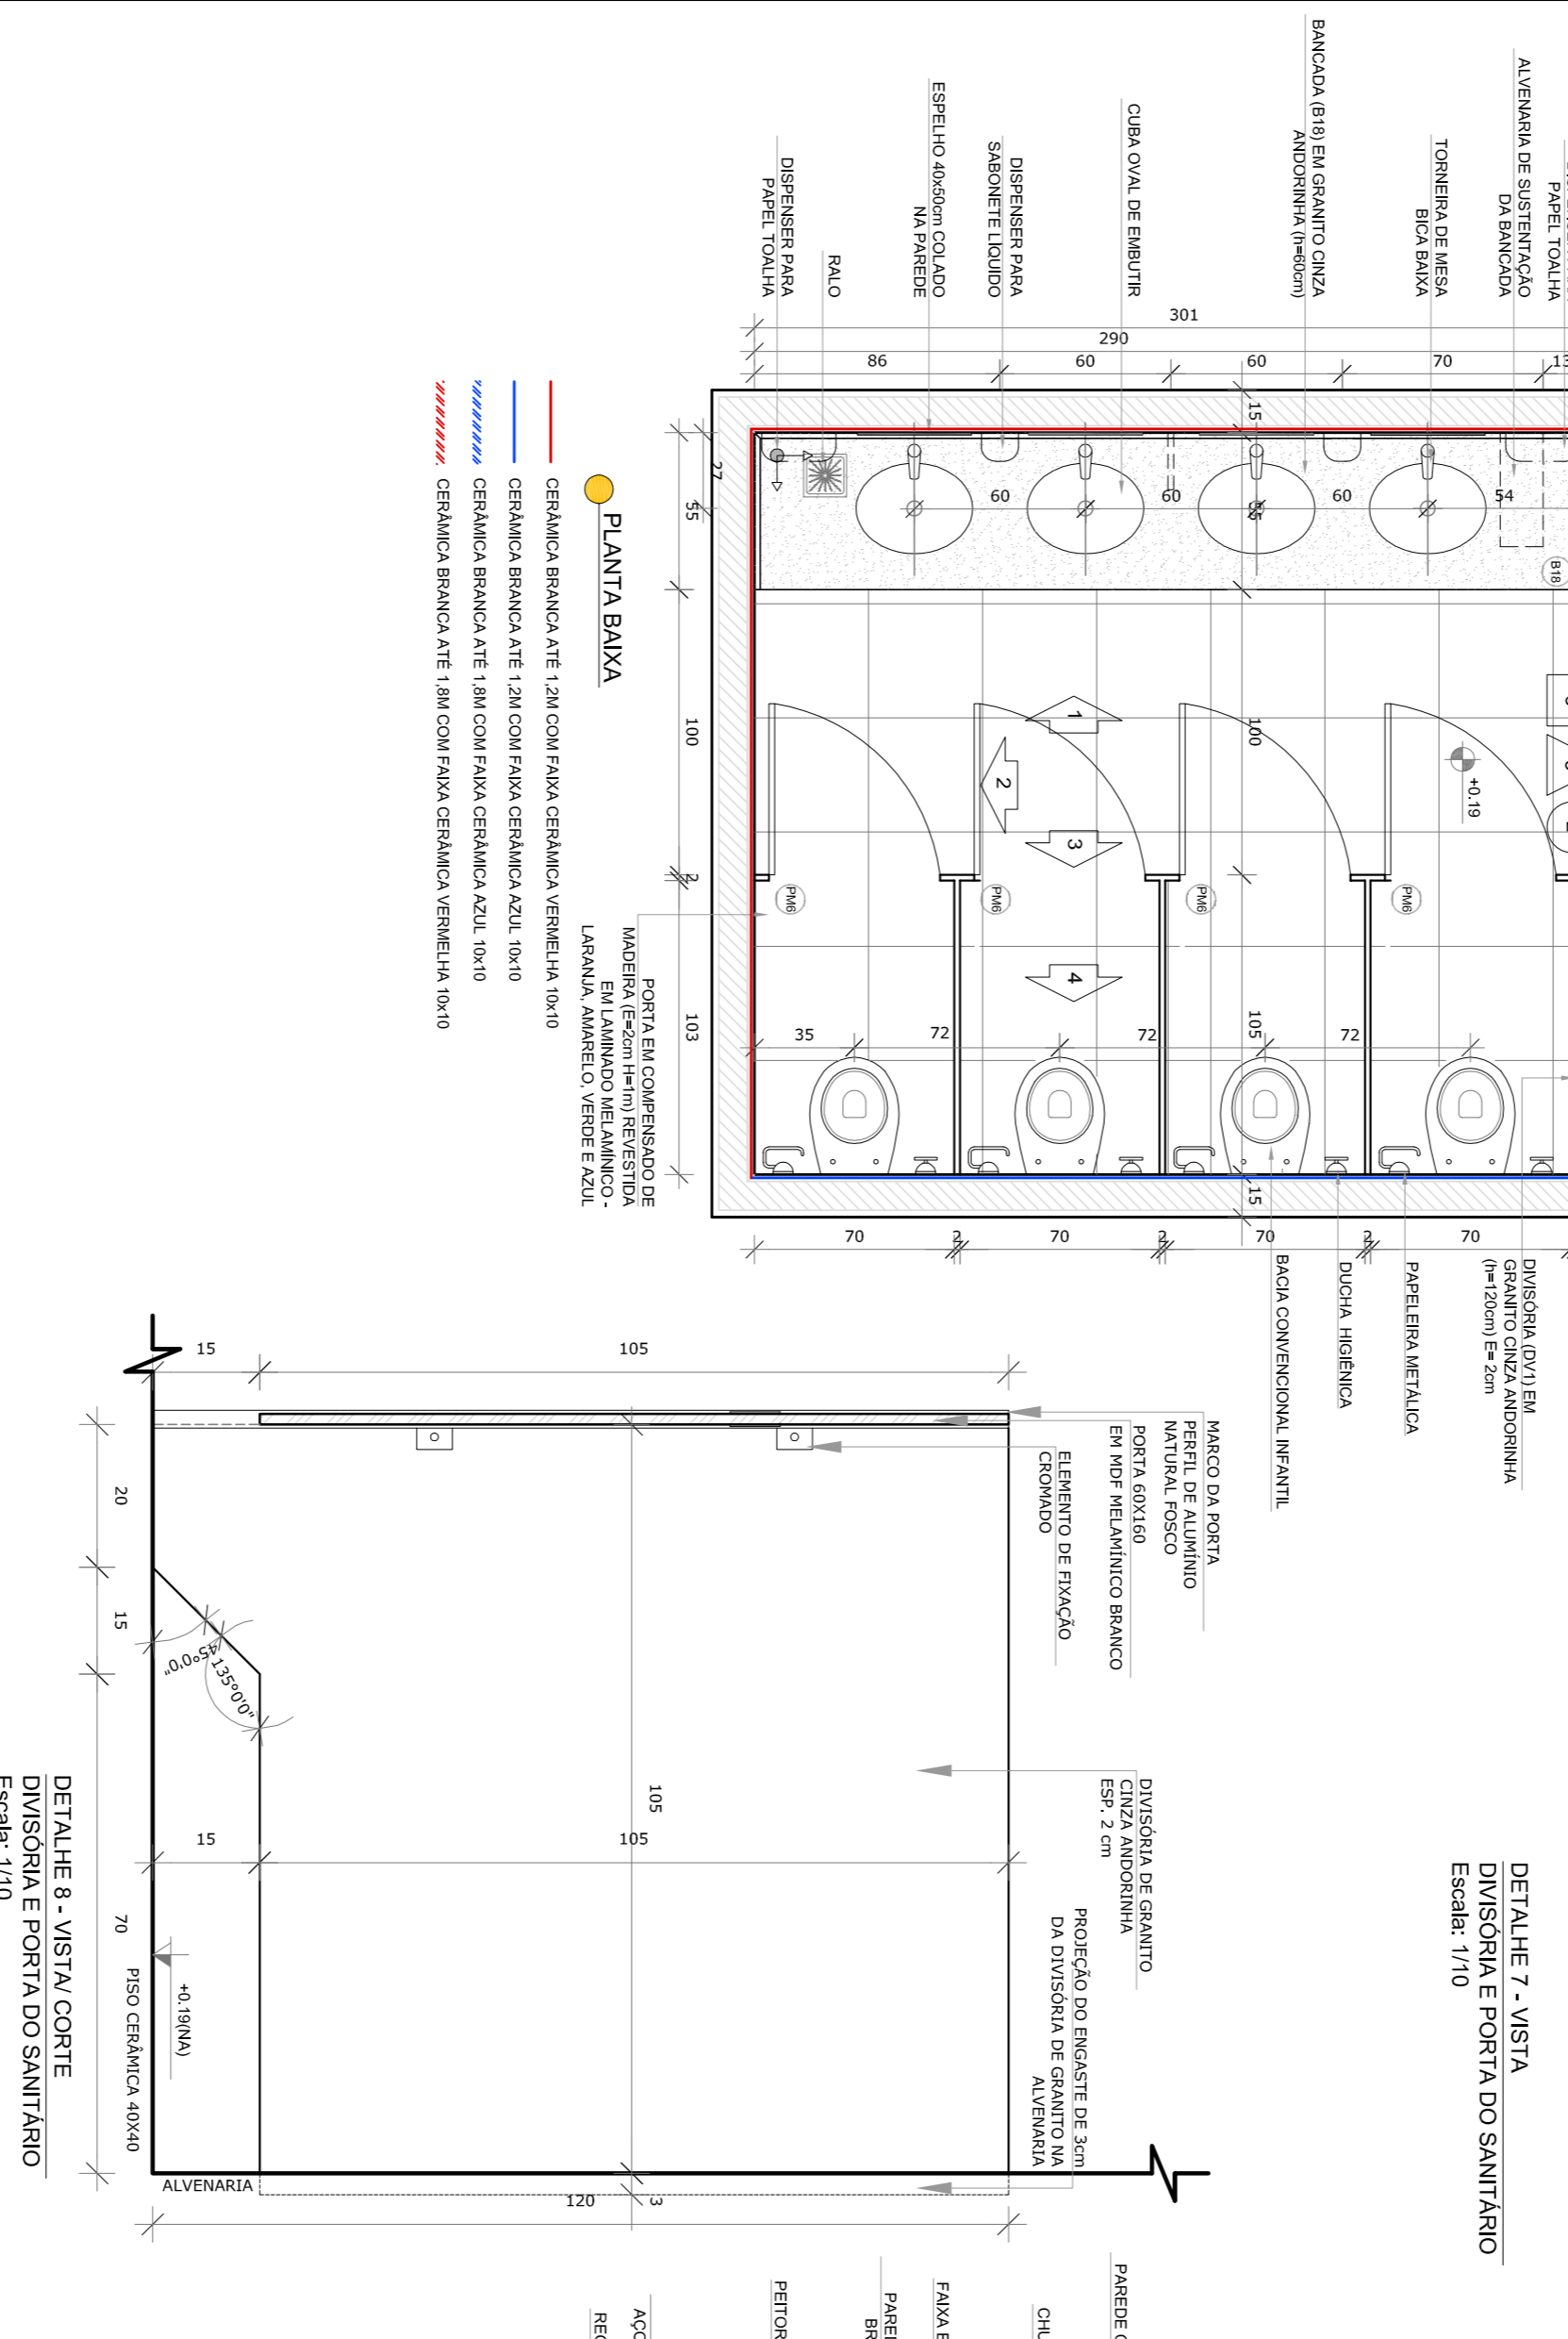 PAPEL TOALHA
ALVENARIA DE SUSTENTAÇÃO
DA BANCADA
TORNEIRA DE MESA
BICA BAIXA
BANCADA (B18) EM GRANITO CINZA
ANDORINHA (h=60cm)
CUBA OVAL DE EMBUTIR
DISPENSER PARA
SABONETE LÍQUIDO
ESPELHO 40x50cm COLADO
NA PAREDE
RALO
DISPENSER PARA
PAPEL TOALHA
301
290
86
60
60
70
13
15
27
55
60
60
60
54
B18
100
100
1
2
3
4
+0.19
2
PM6
PM6
PM6
PM6
103
105
35
72
72
72
15
70
2
70
2
70
2
70
PORTA EM COMPENSADO DE
MADEIRA (E=2cm H=1m) REVESTIDA
EM LAMINADO MELAMÍNICO -
LARANJA, AMARELO, VERDE E AZUL
PLANTA BAIXA
CERÂMICA BRANCA ATÉ 1,2M COM FAIXA CERÂMICA VERMELHA 10x10
CERÂMICA BRANCA ATÉ 1,2M COM FAIXA CERÂMICA AZUL 10x10
CERÂMICA BRANCA ATÉ 1,8M COM FAIXA CERÂMICA AZUL 10x10
CERÂMICA BRANCA ATÉ 1,8M COM FAIXA CERÂMICA VERMELHA 10x10
DIVISÓRIA (DV1) EM
GRANITO CINZA ANDORINHA
(h=120cm) E= 2cm
PAPELEIRA METÁLICA
DUCHA HIGIÊNICA
BACIA CONVENCIONAL INFANTIL
MARCO DA PORTA
PERFIL DE ALUMÍNIO
NATURAL FOSCO
PORTA 60X160
EM MDF MELAMÍNICO BRANCO
ELEMENTO DE FIXAÇÃO
CROMADO
DIVISÓRIA DE GRANITO
CINZA ANDORINHA
ESP. 2 cm
PROJEÇÃO DO ENGASTE DE 3cm
DA DIVISÓRIA DE GRANITO NA
ALVENARIA
15
105
20
15
45°0'0"
135°0'0"
105
15
105
70
+0.19(NA)
PISO CERÂMICA 40X40
ALVENARIA
120
3
DETALHE 7 - VISTA
DIVISÓRIA E PORTA DO SANITÁRIO
Escala: 1/10
DETALHE 8 - VISTA/ CORTE
DIVISÓRIA E PORTA DO SANITÁRIO
Escala: 1/10
PAREDE
FAIXA